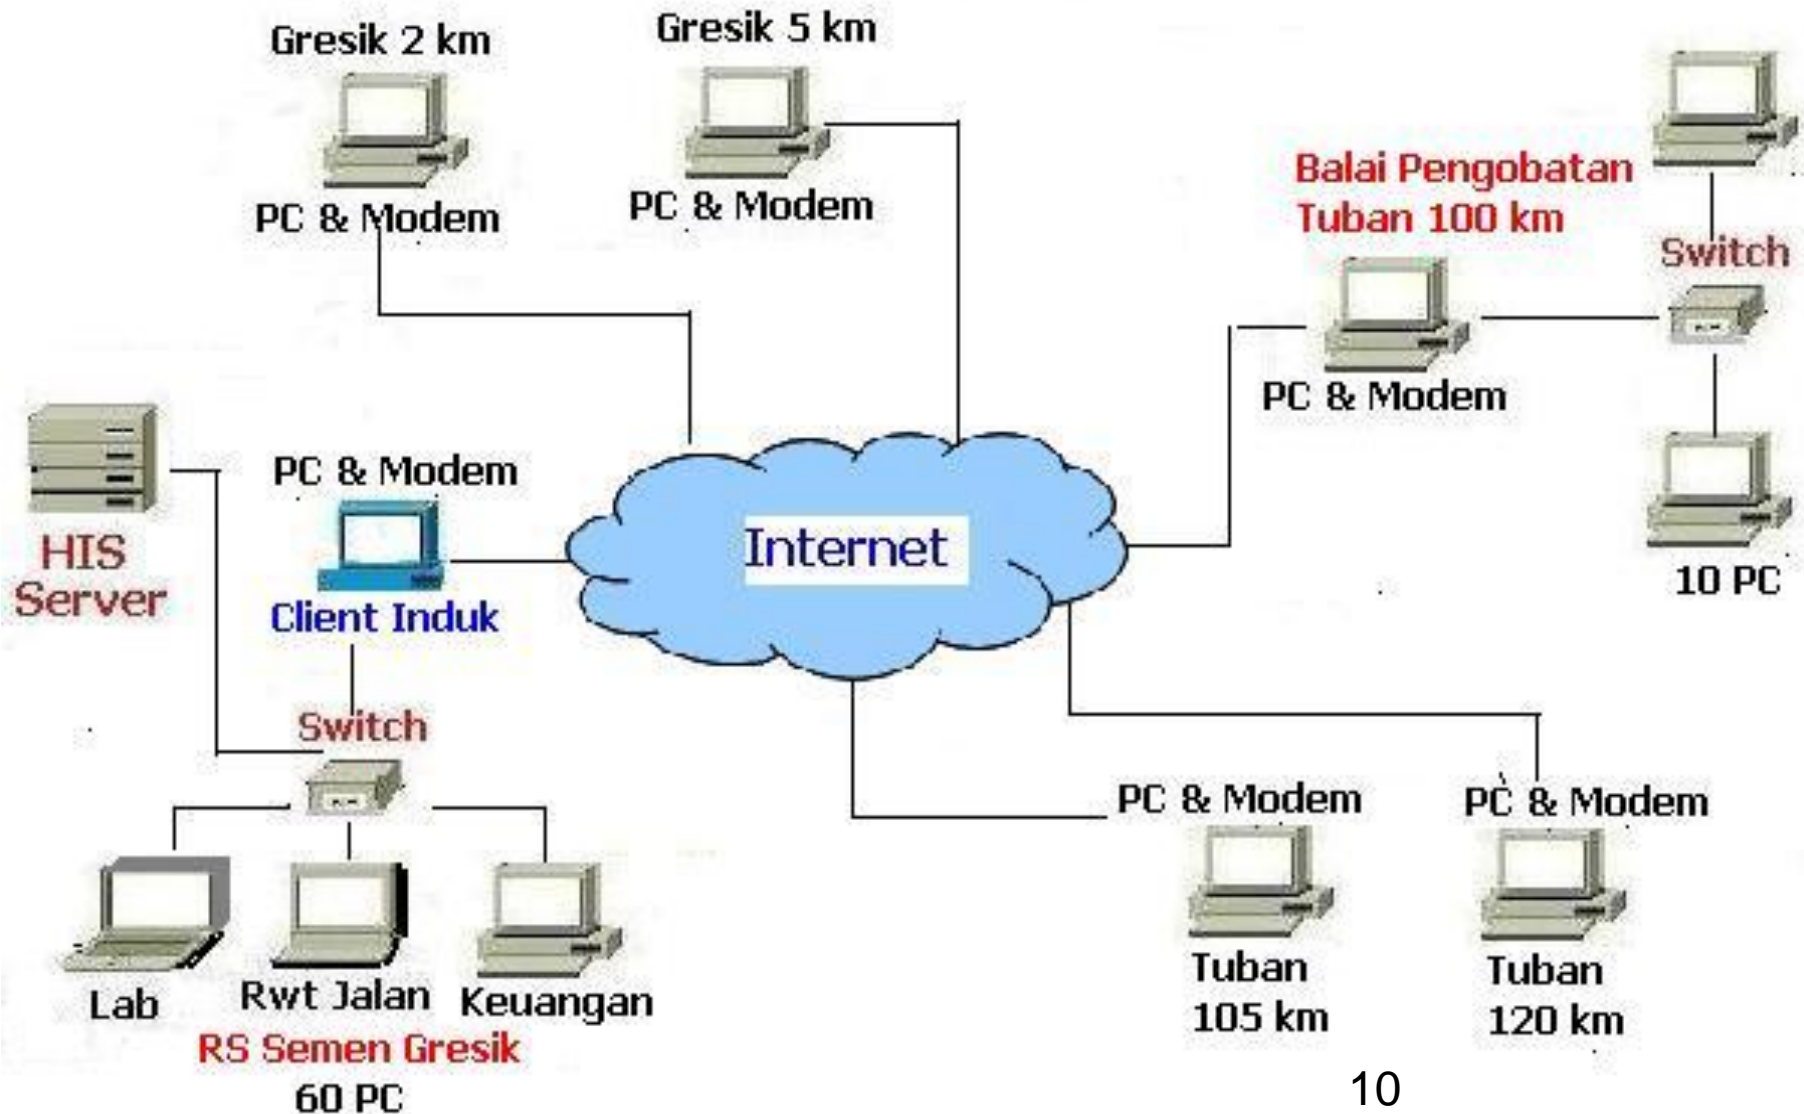 Gresik 2 km
PC & Modem
Gresik 5 km
PC & Modem
Balai Pengobatan
Tuban 100 km
PC & Modem
Switch
10 PC
HIS
Server
PC & Modem
Client Induk
Internet
Switch
Lab
Rwt Jalan
Keuangan
RS Semen Gresik
60 PC
PC & Modem
Tuban
105 km
PC & Modem
Tuban
120 km
10